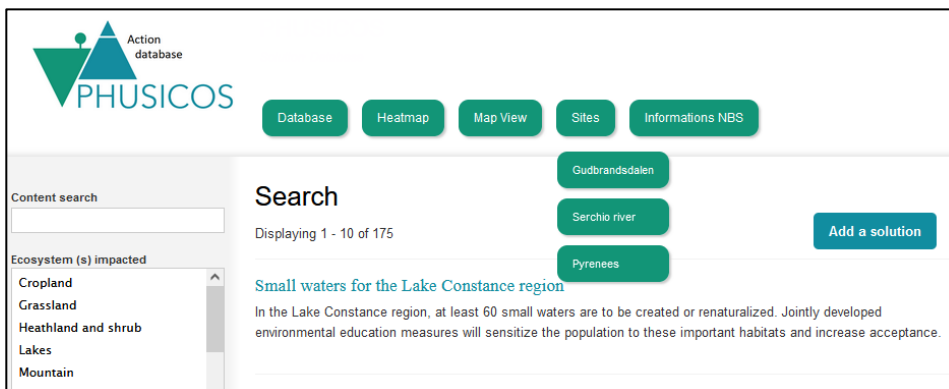 Action
database
PHUSICOS
Database
Heatmap
Map View
Sites
Informations NBS
Gudbrandsdalen
Serchio river
Pyrenees
Content search
Ecosystem (s) impacted
Cropland
Grassland
Heathland and shrub
Lakes
Mountain
Search
Displaying 1 - 10 of 175
Add a solution
Small waters for the Lake Constance region
In the Lake Constance region, at least 60 small waters are to be created or renaturalized. Jointly developed
environmental education measures will sensitize the population to these important habitats and increase acceptance.